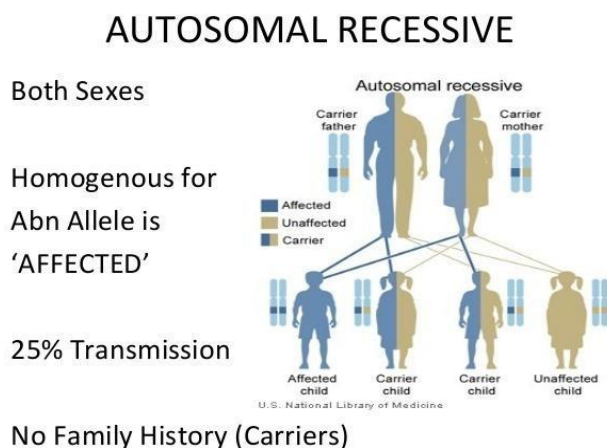 AUTOSOMAL RECESSIVE
Both Sexes
Homogenous for
Abn Allele is
‘AFFECTED’
25% Transmission
No Family History (Carriers)
Autosomal recessive
Carrier
father
Carrier
mother
Affected
Unaffected
Carrier
Affected
child
Carrier
child
Carrier
child
Unaffected
child
U.S. National Library of Medicine